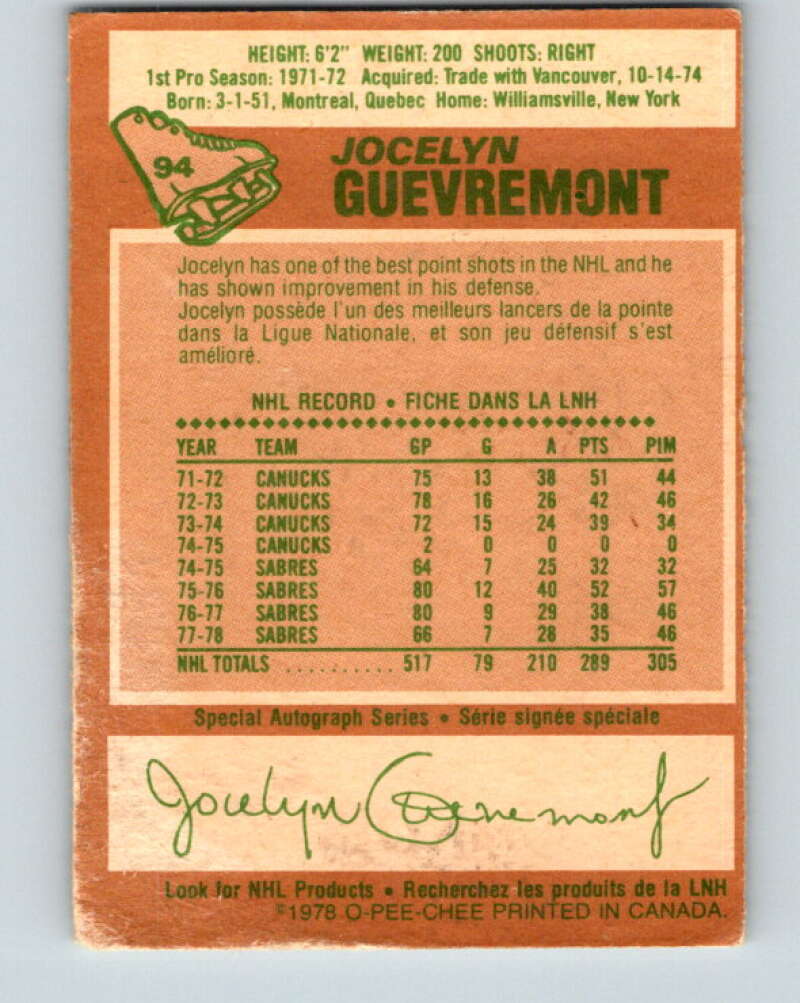 HEIGHT: 6'2" WEIGHT: 200 SHOOTS: RIGHT
1st Pro Season: 1971-72 Acquired: Trade with Vancouver, 10-14-74
Born: 3-1-51, Montreal, Quebec Home: Williamsville, New York
94
JOCELYN
GUEVREMONT
Jocelyn has one of the best point shots in the NHL and he
has shown improvement in his defense.
Jocelyn possède l'un des meilleurs lancers de la pointe
dans la Ligue Nationale, et son jeu défensif s'est
amélioré.
NHL RECORD • FICHE DANS LA LNH
YEAR TEAM GP G A PTS PIM
71-72 CANUCKS 75 13 38 51 44
72-73 CANUCKS 78 16 26 42 46
73-74 CANUCKS 72 15 24 39 34
74-75 CANUCKS 2 0 0 0 0
74-75 SABRES 64 7 25 32 32
75-76 SABRES 80 12 40 52 57
76-77 SABRES 80 9 29 38 46
77-78 SABRES 66 7 28 35 46
NHL TOTALS .......... 517 79 210 289 305
Special Autograph Series • Série signée spéciale
Jocelyn Guevremont
Look for NHL Products • Recherchez les produits de la LNH
©1978 O-PEE-CHEE PRINTED IN CANADA.